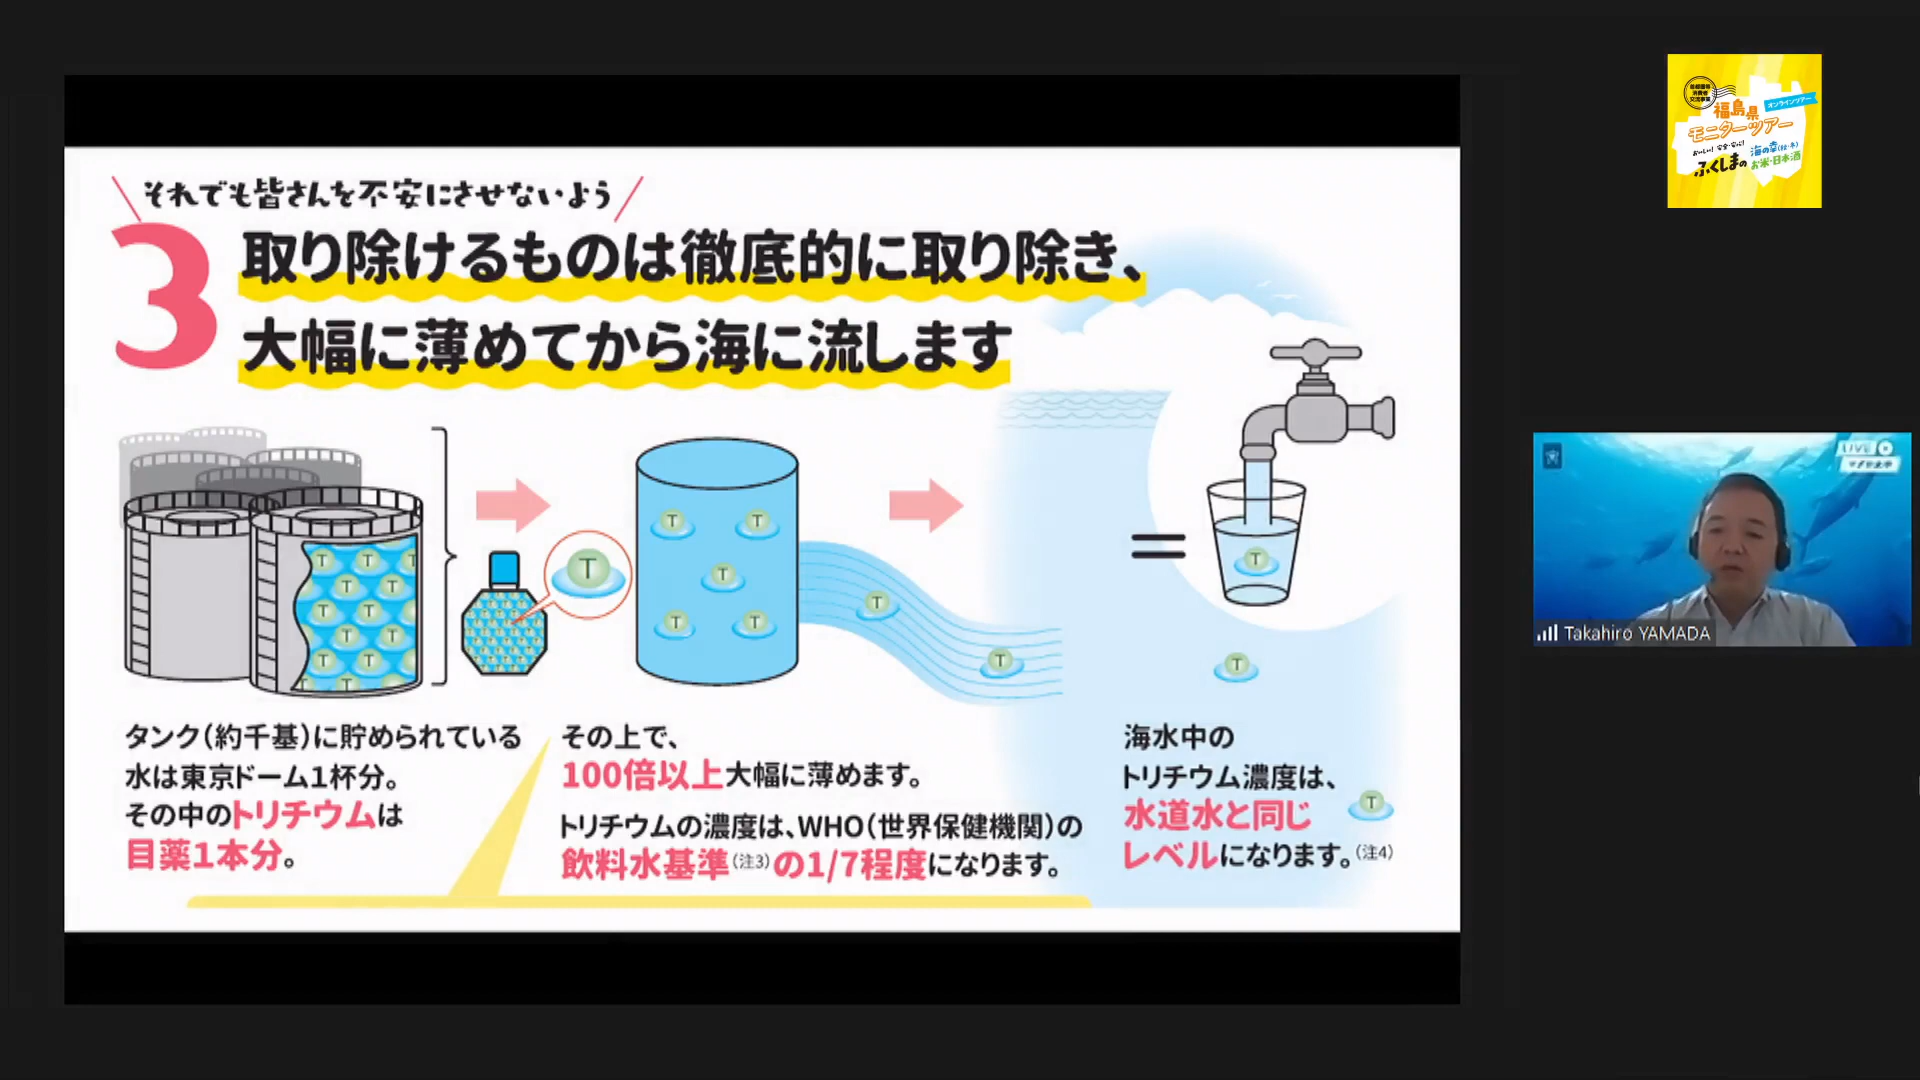 それでも皆さんを不安にさせないよう
3
取り除けるものは徹底的に取り除き、
大幅に薄めてから海に流します
タンク(約千基)に貯められている
水は東京ドーム1杯分。
その中のトリチウムは
目薬1本分。
その上で、
100倍以上大幅に薄めます。
トリチウムの濃度は、WHO(世界保健機関)の
飲料水基準(注3)の1/7程度になります。
海水中の
トリチウム濃度は、
水道水と同じ
レベルになります。(注4)
T
=
オンラインツアー
福島県
モニターツアー
おいしい!安全・安心!
ふくしまの
お米・日本酒
LIVE
Takahiro YAMADA